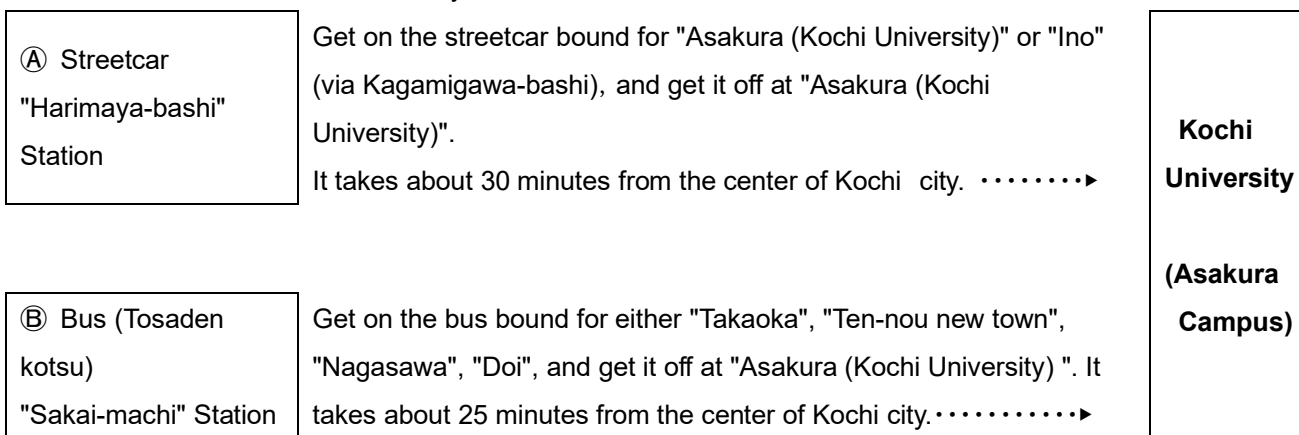 Ⓐ Streetcar
"Harimaya-bashi"
Station
Get on the streetcar bound for "Asakura (Kochi University)" or "Ino"
(via Kagamigawa-bashi), and get it off at "Asakura (Kochi
University)".
It takes about 30 minutes from the center of Kochi city. ········▶
Ⓑ Bus (Tosaden
kotsu)
"Sakai-machi" Station
Get on the bus bound for either "Takaoka", "Ten-nou new town",
"Nagasawa", "Doi", and get it off at "Asakura (Kochi University) ". It
takes about 25 minutes from the center of Kochi city.···········▶
Kochi
University
(Asakura
Campus)